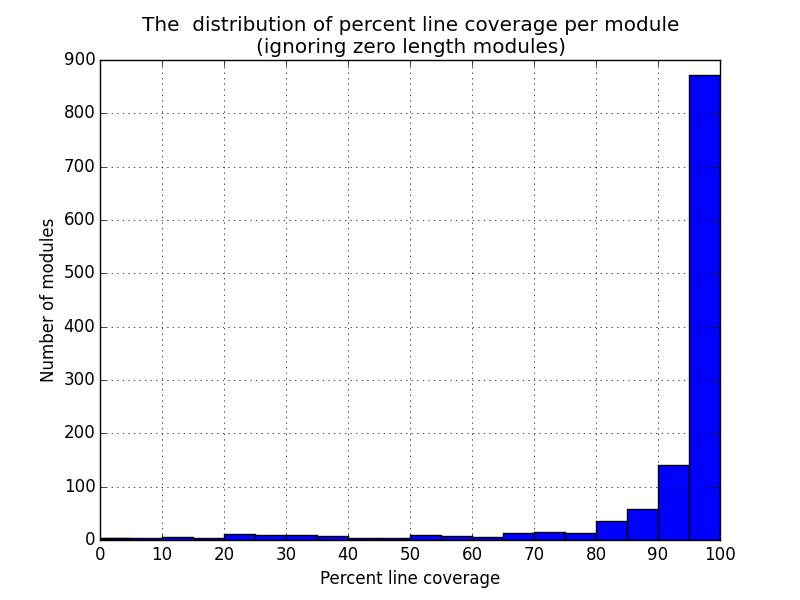 The  distribution of percent line coverage per module
(ignoring zero length modules)
900
800
700
600
500
400
300
200
100
0
Number of modules
0 10 20 30 40 50 60 70 80 90 100
Percent line coverage